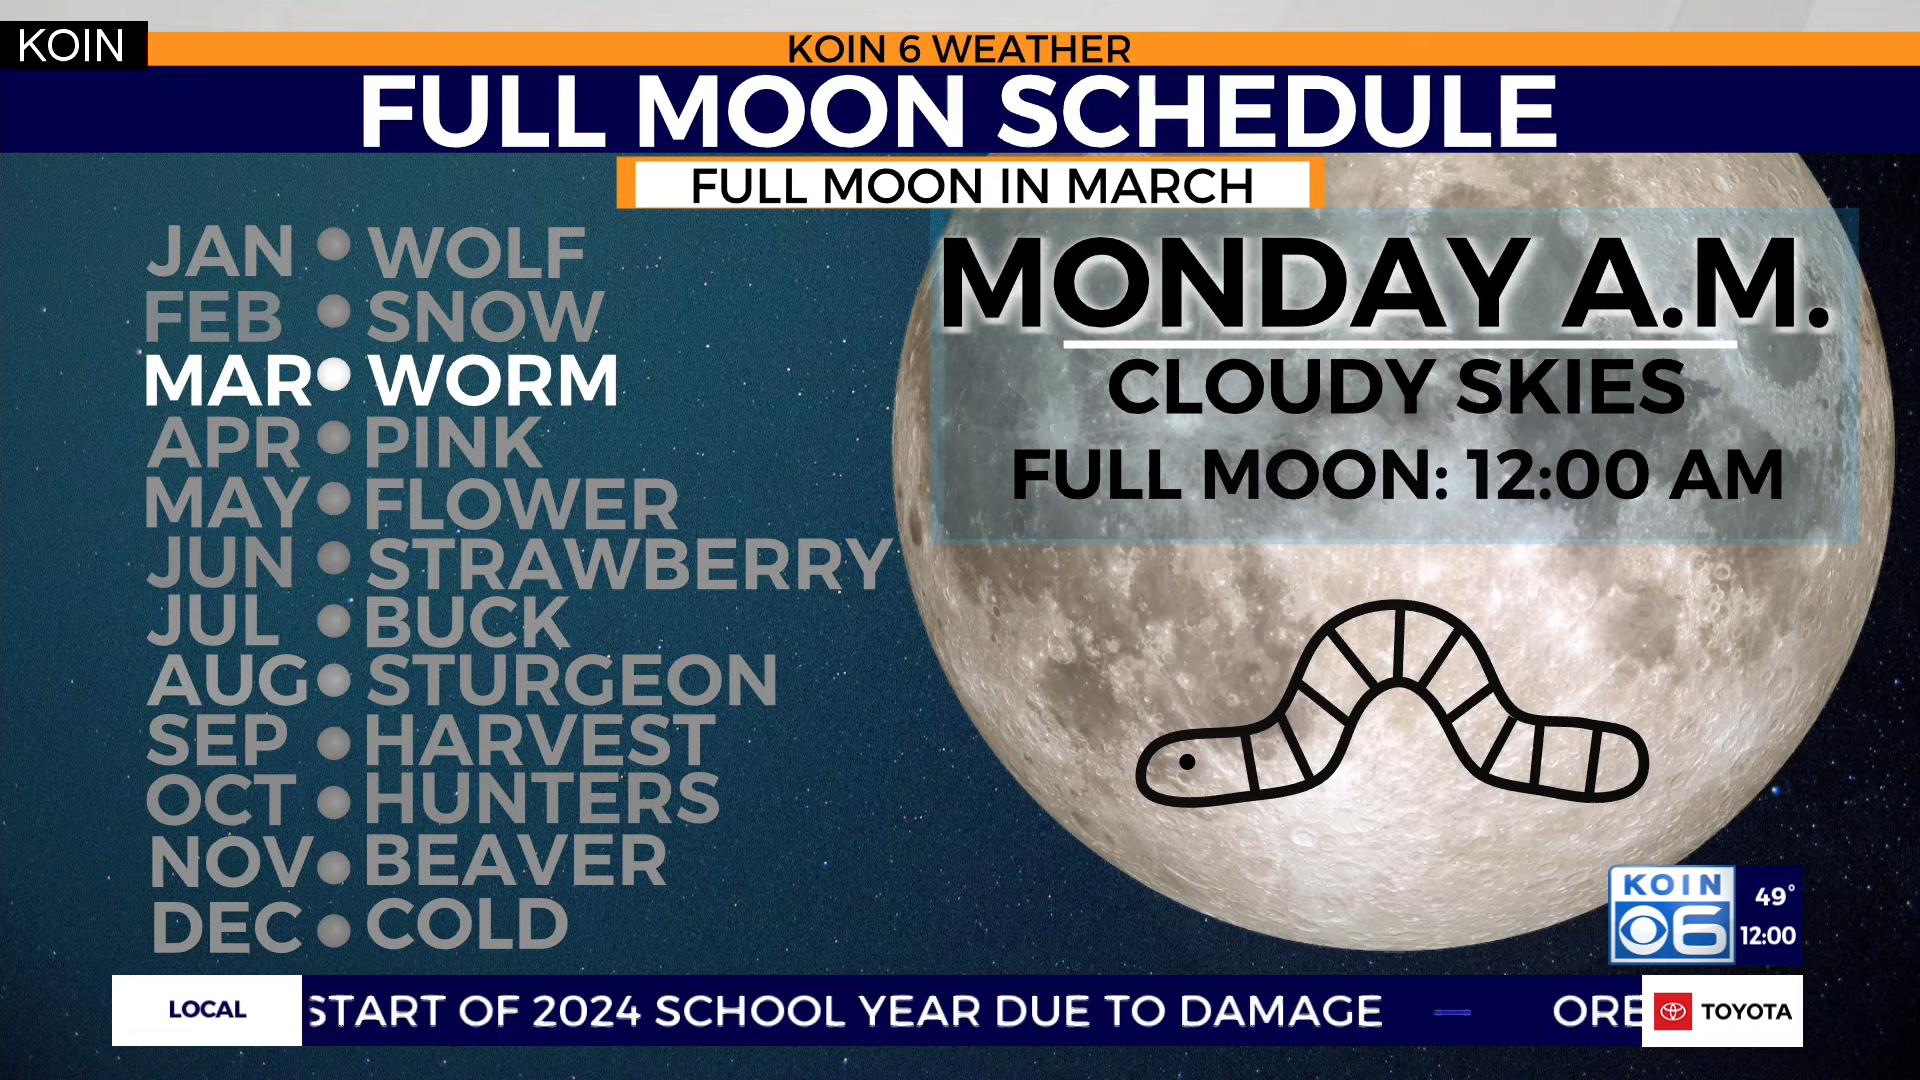 KOIN
KOIN 6 WEATHER
FULL MOON SCHEDULE
FULL MOON IN MARCH
JAN • WOLF
FEB • SNOW
MAR • WORM
APR • PINK
MAY • FLOWER
JUN • STRAWBERRY
JUL • BUCK
AUG • STURGEON
SEP • HARVEST
OCT • HUNTERS
NOV • BEAVER
DEC • COLD
MONDAY A.M.
CLOUDY SKIES
FULL MOON: 12:00 AM
KOIN
6
49°
12:00
LOCAL
START OF 2024 SCHOOL YEAR DUE TO DAMAGE — ORE
TOYOTA